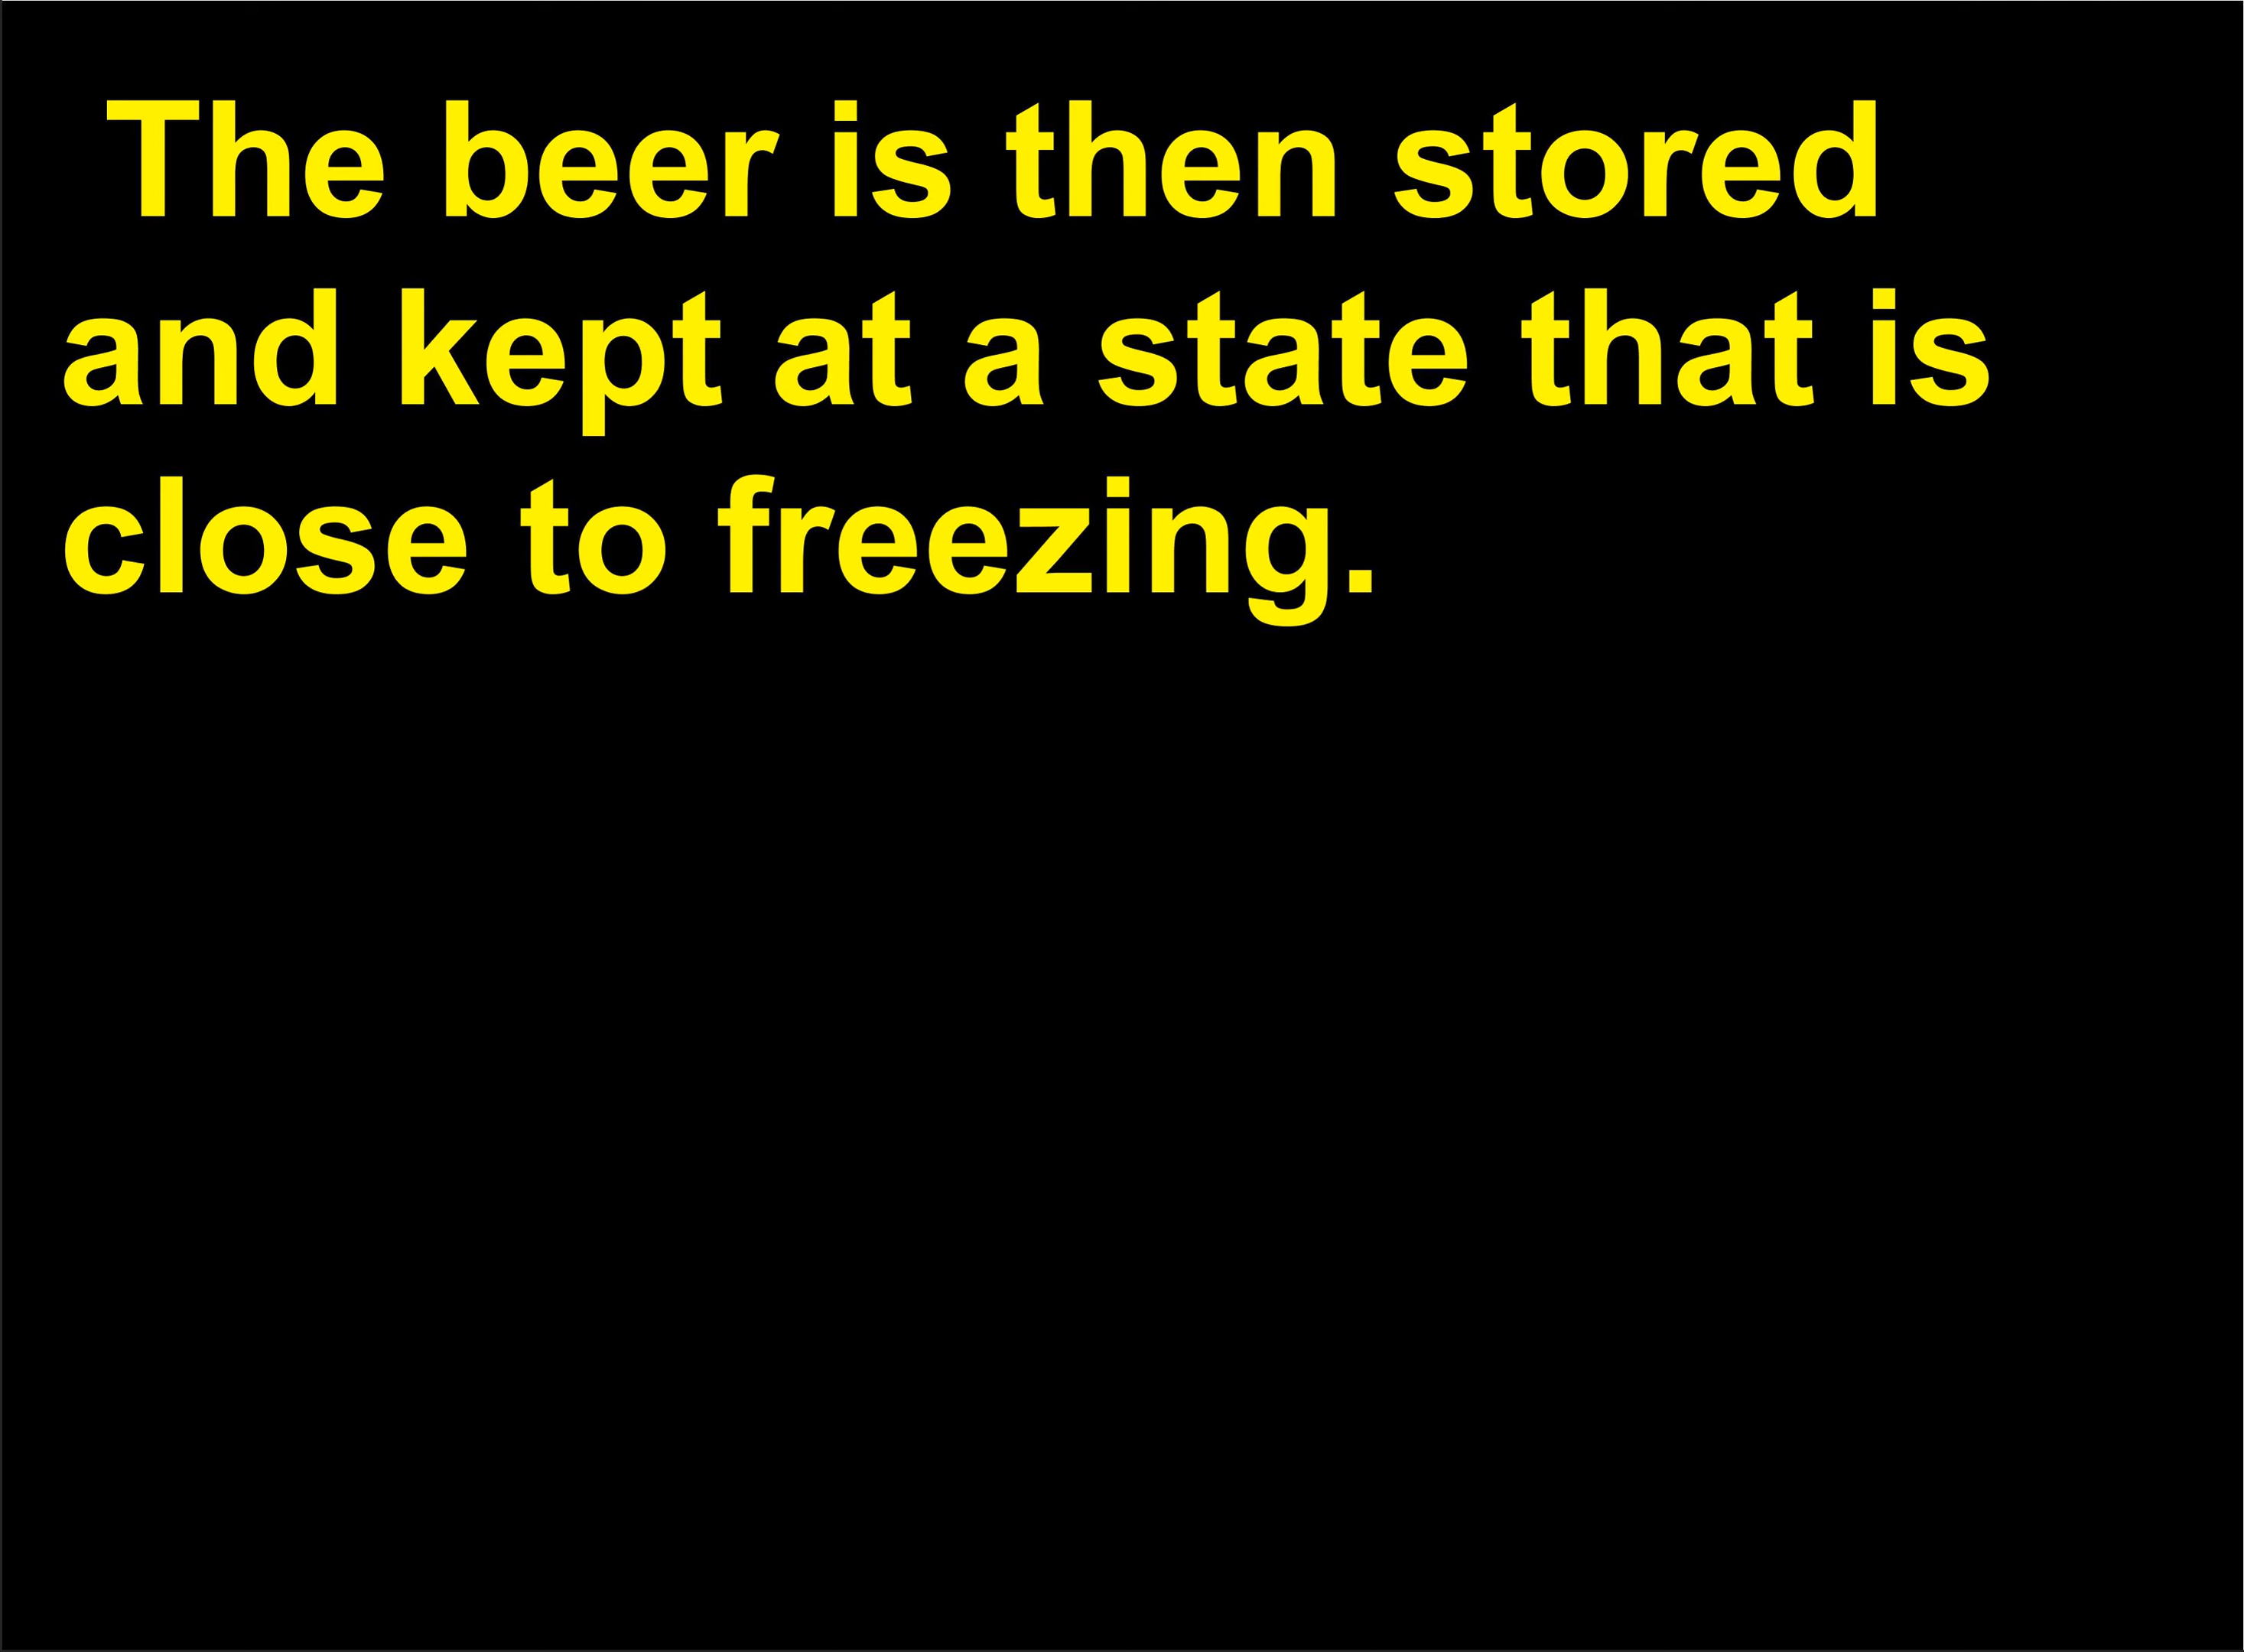 The beer is then stored
and kept at a state that is
close to freezing.